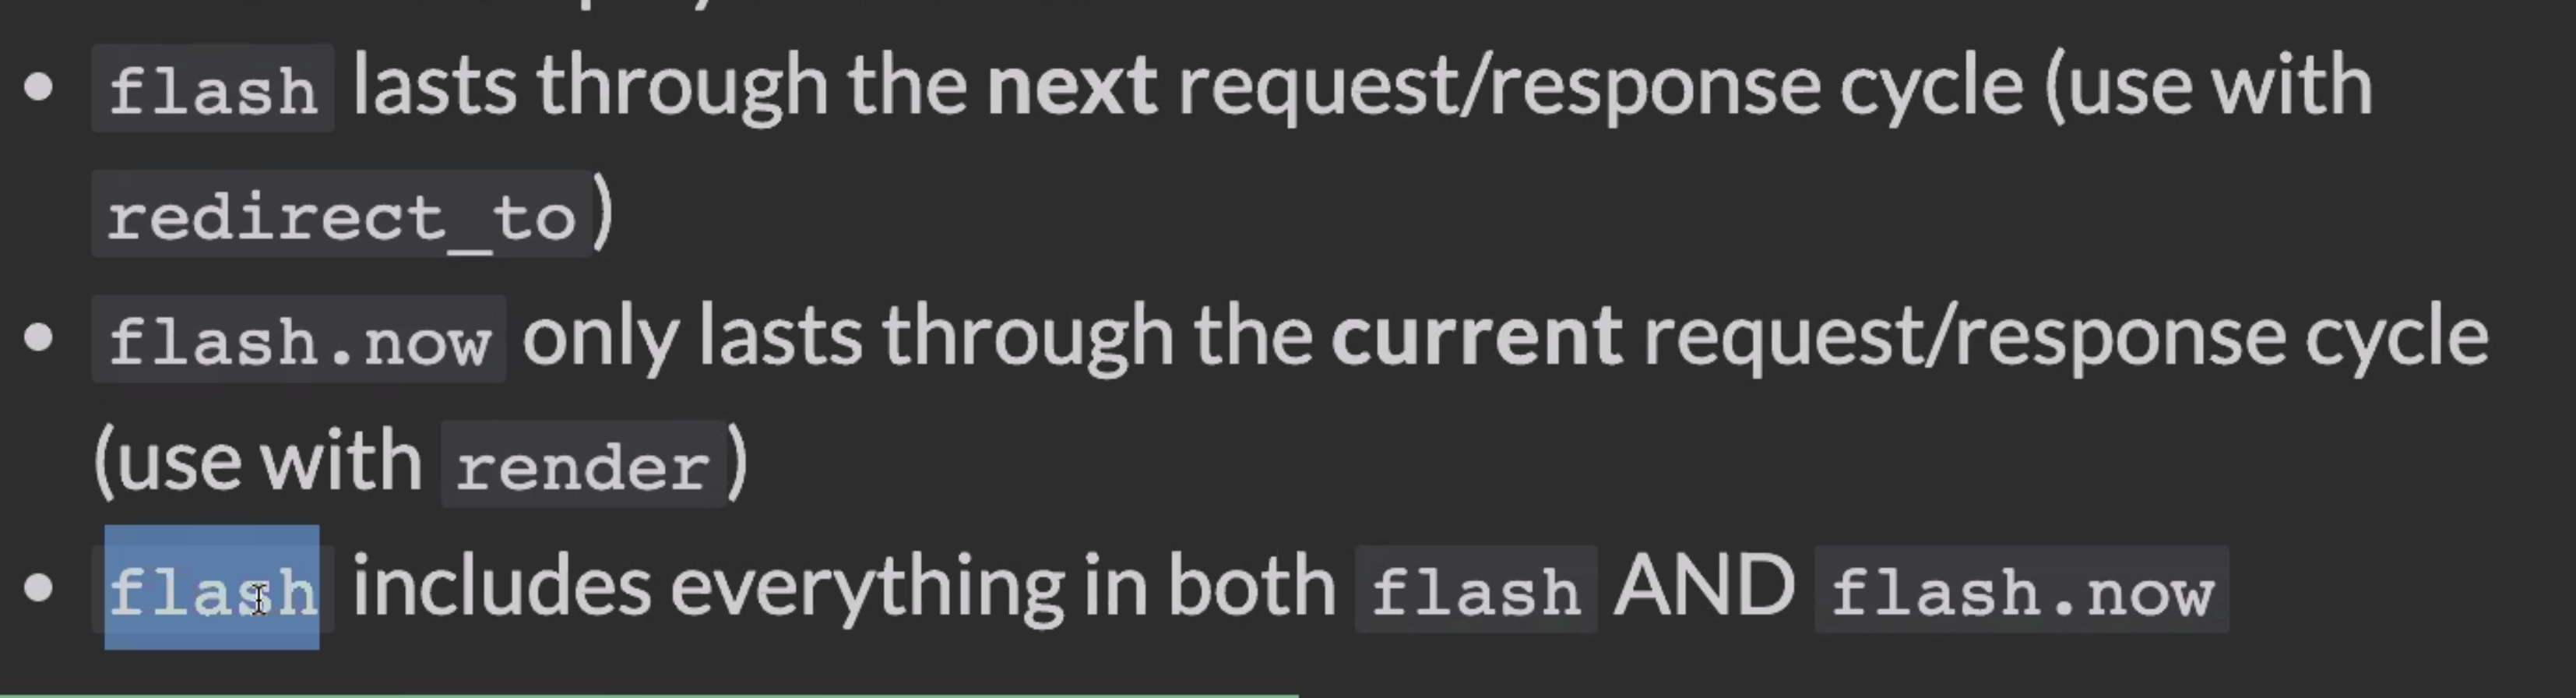 flash lasts through the next request/response cycle (use with
redirect_to)
flash.now only lasts through the current request/response cycle
(use with render)
flash includes everything in both flash AND flash.now